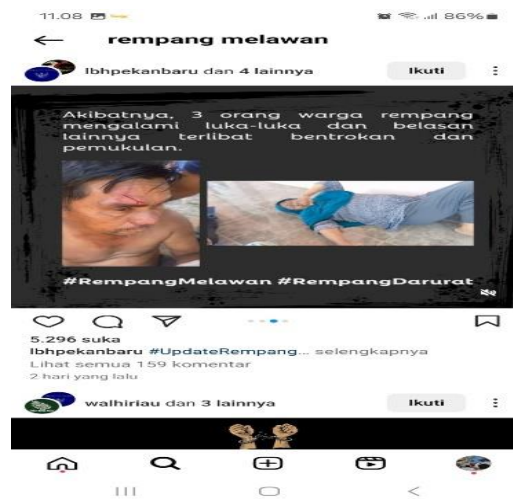 11.08
86%
rempang melawan
lbhpekanbaru dan 4 lainnya
Ikuti
Akibatnya, 3 orang warga rempang
mengalami luka-luka dan belasan
lainnya terlibat bentrokan dan
pemukulan.
#RempangMelawan #RempangDarurat
5.296 suka
lbhpekanbaru #UpdateRempang... selengkapnya
Lihat semua 159 komentar
2 hari yang lalu
walhiriau dan 3 lainnya
Ikuti